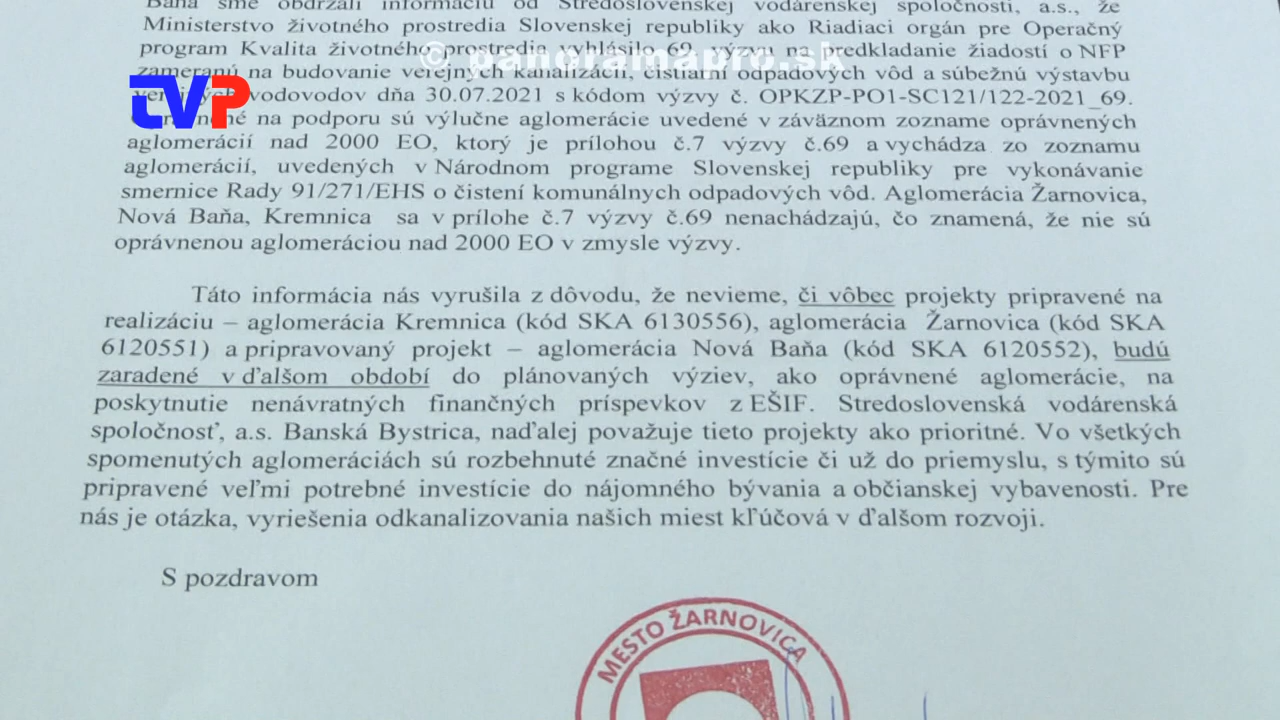 Baňa sme obdržali informáciu od Stredoslovenskej vodárenskej spoločnosti, a.s., že
Ministerstvo životného prostredia Slovenskej republiky ako Riadiaci orgán pre Operačný
program Kvalita životného prostredia vyhlásilo 69. výzvu na predkladanie žiadostí o NFP
© panoramapro.sk
zameranú na budovanie verejných kanalizácií, čistiarní odpadových vôd a súbežnú výstavbu
TVP
verejných vodovodov dňa 30.07.2021 s kódom výzvy č. OPKZP-PO1-SC121/122-2021_69.
na podporu sú výlučne aglomerácie uvedené v záväznom zozname oprávnených
aglomerácií nad 2000 EO, ktorý je prílohou č.7 výzvy č.69 a vychádza zo zoznamu
aglomerácií, uvedených v Národnom programe Slovenskej republiky pre vykonávanie
smernice Rady 91/271/EHS o čistení komunálnych odpadových vôd. Aglomerácia Žarnovica,
Nová Baňa, Kremnica sa v prílohe č.7 výzvy č.69 nenachádzajú, čo znamená, že nie sú
oprávnenou aglomeráciou nad 2000 EO v zmysle výzvy.
Táto informácia nás vyrušila z dôvodu, že nevieme, či vôbec projekty pripravené na
realizáciu – aglomerácia Kremnica (kód SKA 6130556), aglomerácia Žarnovica (kód SKA
6120551) a pripravovaný projekt – aglomerácia Nová Baňa (kód SKA 6120552), budú
zaradené v ďalšom období do plánovaných výziev, ako oprávnené aglomerácie, na
poskytnutie nenávratných finančných príspevkov z EŠIF. Stredoslovenská vodárenská
spoločnosť, a.s. Banská Bystrica, naďalej považuje tieto projekty ako prioritné. Vo všetkých
spomenutých aglomeráciách sú rozbehnuté značné investície či už do priemyslu, s týmito sú
pripravené veľmi potrebné investície do nájomného bývania a občianskej vybavenosti. Pre
nás je otázka, vyriešenia odkanalizovania našich miest kľúčová v ďalšom rozvoji.
S pozdravom
MESTO ŽARNOVICA